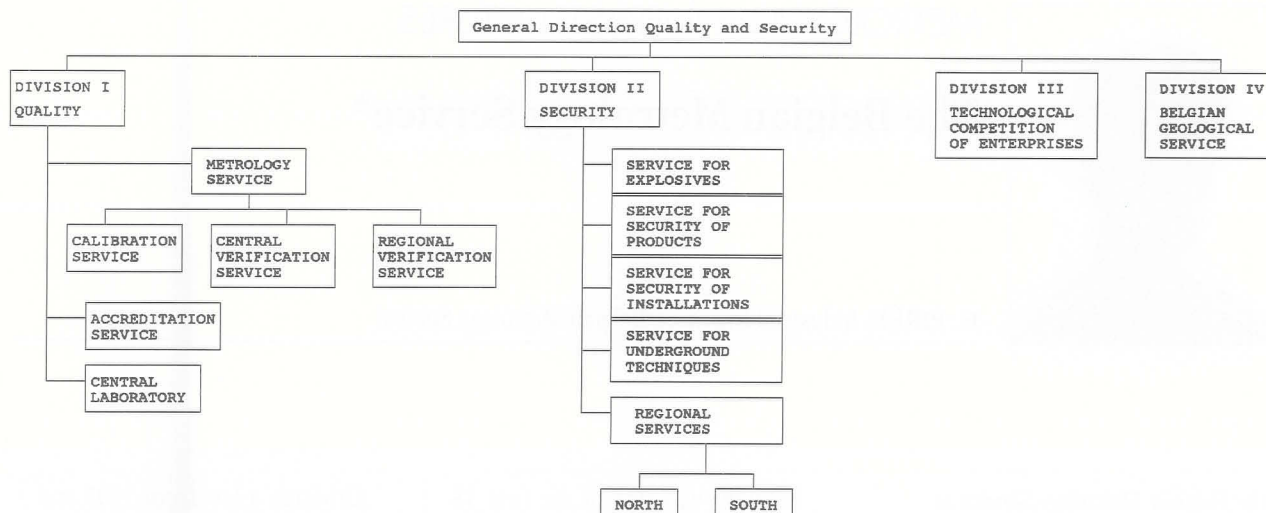 General Direction Quality and Security
DIVISION I
QUALITY
DIVISION II
SECURITY
DIVISION III
TECHNOLOGICAL
COMPETITION
OF ENTERPRISES
DIVISION IV
BELGIAN
GEOLOGICAL
SERVICE
METROLOGY
SERVICE
CALIBRATION
SERVICE
CENTRAL
VERIFICATION
SERVICE
REGIONAL
VERIFICATION
SERVICE
ACCREDITATION
SERVICE
CENTRAL
LABORATORY
SERVICE FOR
EXPLOSIVES
SERVICE FOR
SECURITY OF
PRODUCTS
SERVICE FOR
SECURITY OF
INSTALLATIONS
SERVICE FOR
UNDERGROUND
TECHNIQUES
REGIONAL
SERVICES
NORTH
SOUTH